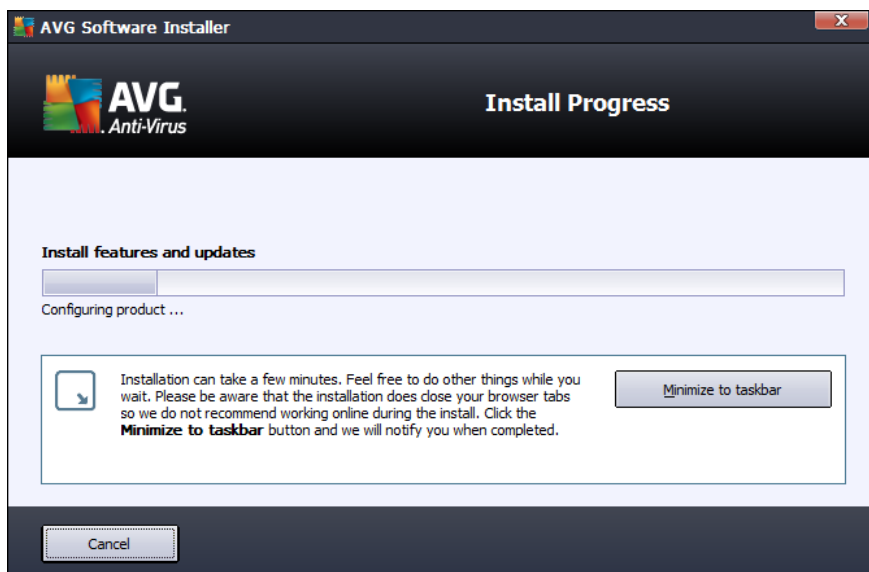 AVG Software Installer
X
AVG.
Anti-Virus
Install Progress
Install features and updates
Configuring product ...
Installation can take a few minutes. Feel free to do other things while you
wait. Please be aware that the installation does close your browser tabs
so we do not recommend working online during the install. Click the
Minimize to taskbar button and we will notify you when completed.
Minimize to taskbar
Cancel